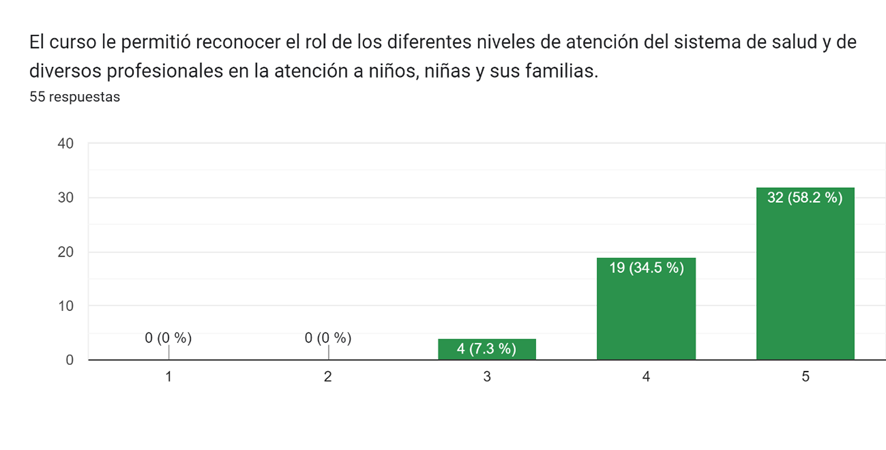 El curso le permitió reconocer el rol de los diferentes niveles de atención del sistema de salud y de
diversos profesionales en la atención a niños, niñas y sus familias.
55 respuestas
40
30
20
10
0
0 (0 %)
0 (0 %)
4 (7.3 %)
19 (34.5 %)
32 (58.2 %)
1
2
3
4
5